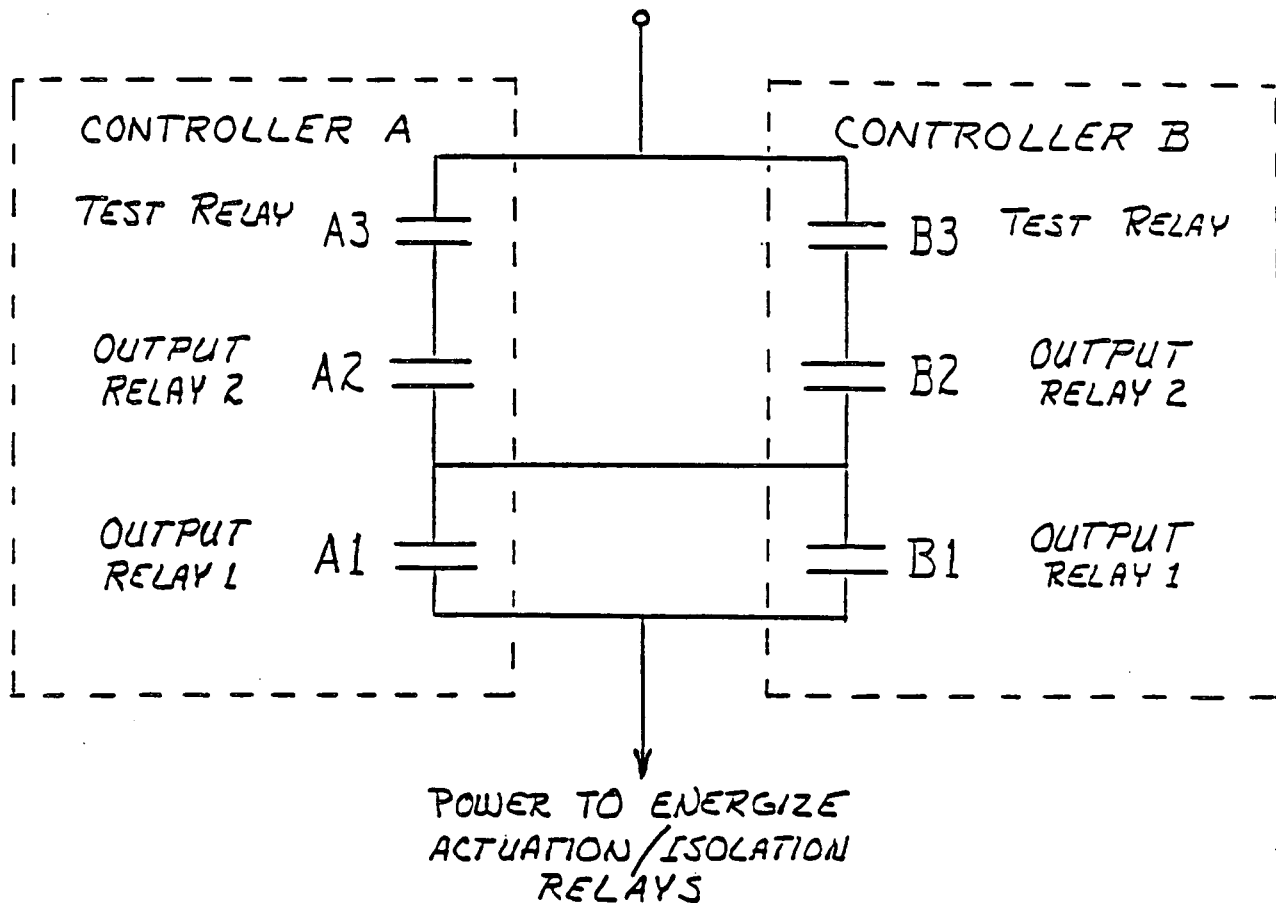 CONTROLLER A
TEST RELAY
A3
OUTPUT
RELAY 2
A2
OUTPUT
RELAY 1
A1
CONTROLLER B
B3
TEST RELAY
B2
OUTPUT
RELAY 2
B1
OUTPUT
RELAY 1
POWER TO ENERGIZE
ACTUATION/ISOLATION
RELAYS